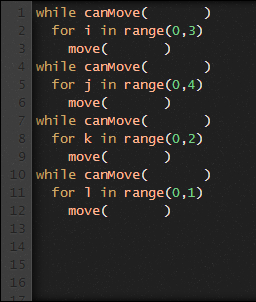 1 while canMove(       )
2   for i in range(0,3)
3     move(       )
4 while canMove(       )
5   for j in range(0,4)
6     move(       )
7 while canMove(       )
8   for k in range(0,2)
9     move(       )
10 while canMove(       )
11   for l in range(0,1)
12     move(       )
13
14
15
16